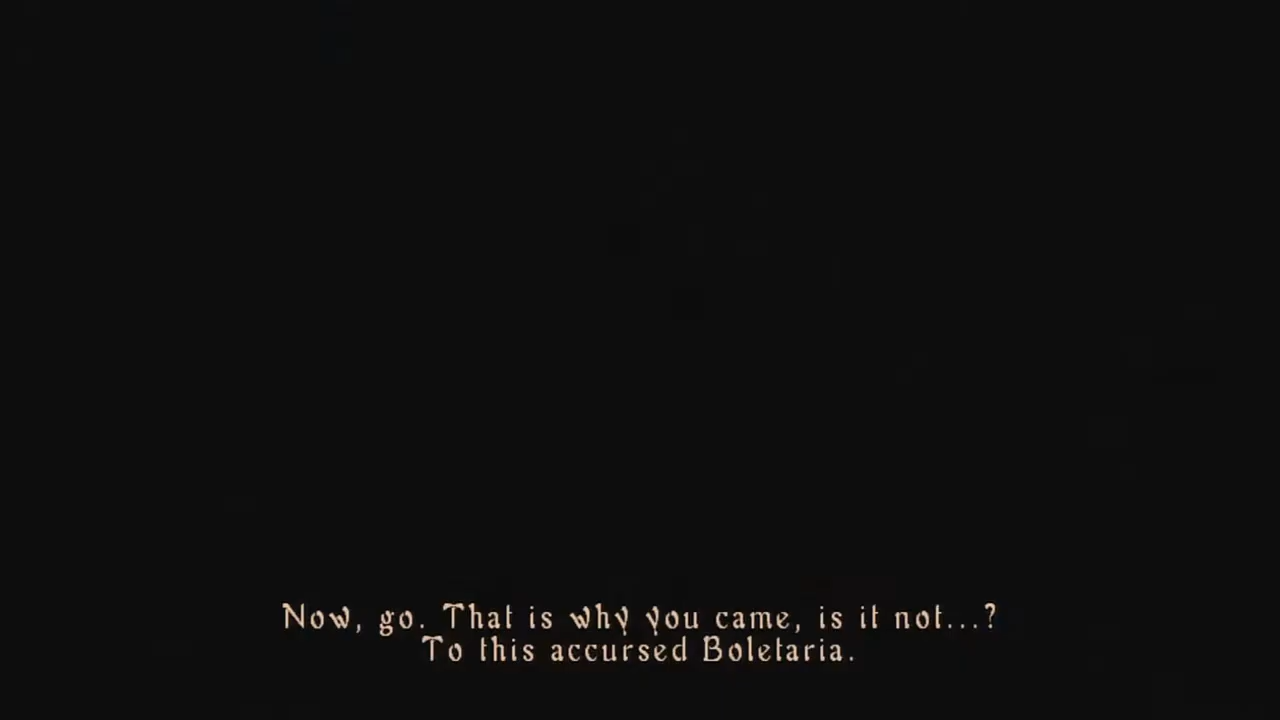 Now, go. That is why you came, is it not...?
To this accursed Boletaria.